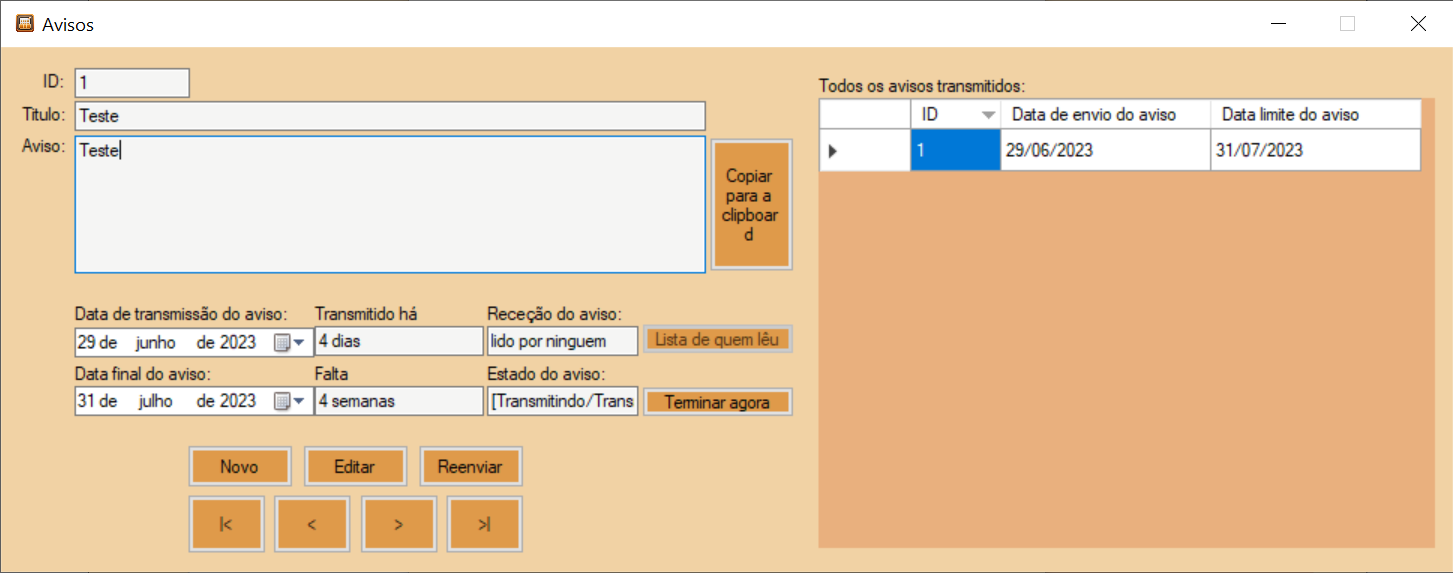 Avisos
ID: 1
Titulo: Teste
Aviso: Teste
Copiar
para a
clipboar
d
Data de transmissão do aviso: Transmitido há Receção do aviso:
29 de junho de 2023 4 dias lido por ninguem Lista de quem lêu
Data final do aviso: Falta Estado do aviso:
31 de julho de 2023 4 semanas [Transmitindo/Trans Terminar agora
Novo Editar Reenviar
|< < > >|
Todos os avisos transmitidos:
ID Data de envio do aviso Data limite do aviso
1 29/06/2023 31/07/2023